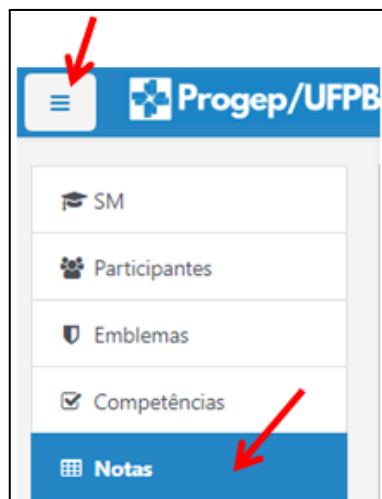 Progep/UFPB
SM
Participantes
Emblemas
Competências
Notas